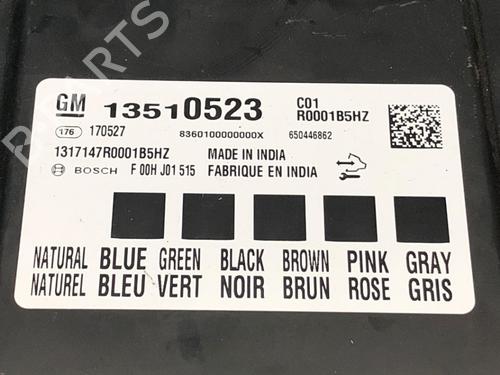 GM 13510523 C01
R0001B5HZ
176 170527 8360100000000X 650446862
1317147R0001B5HZ MADE IN INDIA
BOSCH F 00H J01 515 FABRIQUE EN INDIA
NATURAL BLUE GREEN BLACK BROWN PINK GRAY
NATUREL BLEU VERT NOIR BRUN ROSE GRIS
B-PARTS